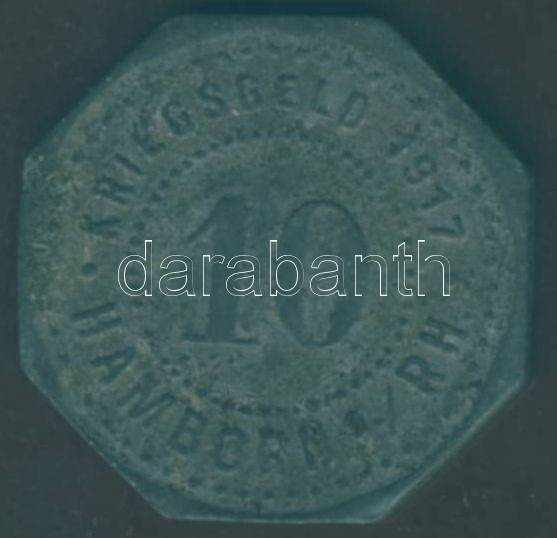 KRIEGSGELD 1917
10
HAMBORN A/RH
darabanth